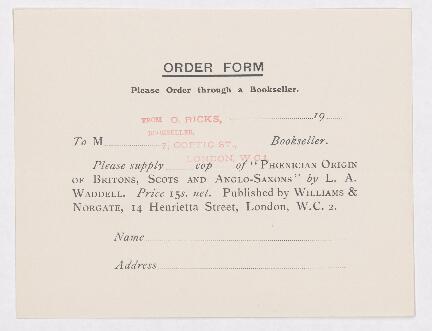 ORDER FORM
Please Order through a Bookseller.
FROM O. RICKS,
19
BOOKSELLER,
To M Bookseller.
7, COPTIC ST.,
LONDON, W.C.1
Please supply cop of "PHŒNICIAN ORIGIN
OF BRITONS, SCOTS AND ANGLO-SAXONS" by L. A.
WADDELL. Price 15s. net. Published by WILLIAMS &
NORGATE, 14 Henrietta Street, London, W.C. 2.
Name
Address